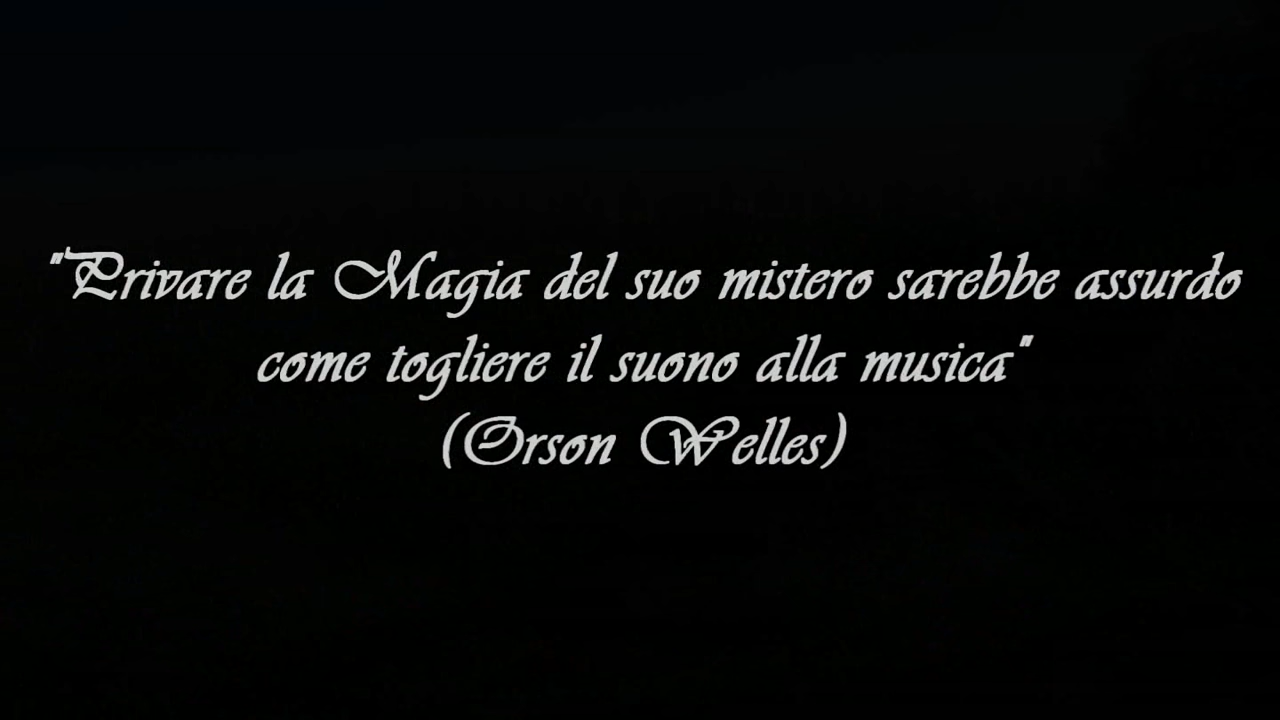 "Privare la Magia del suo mistero sarebbe assurdo
come togliere il suono alla musica"
(Orson Welles)